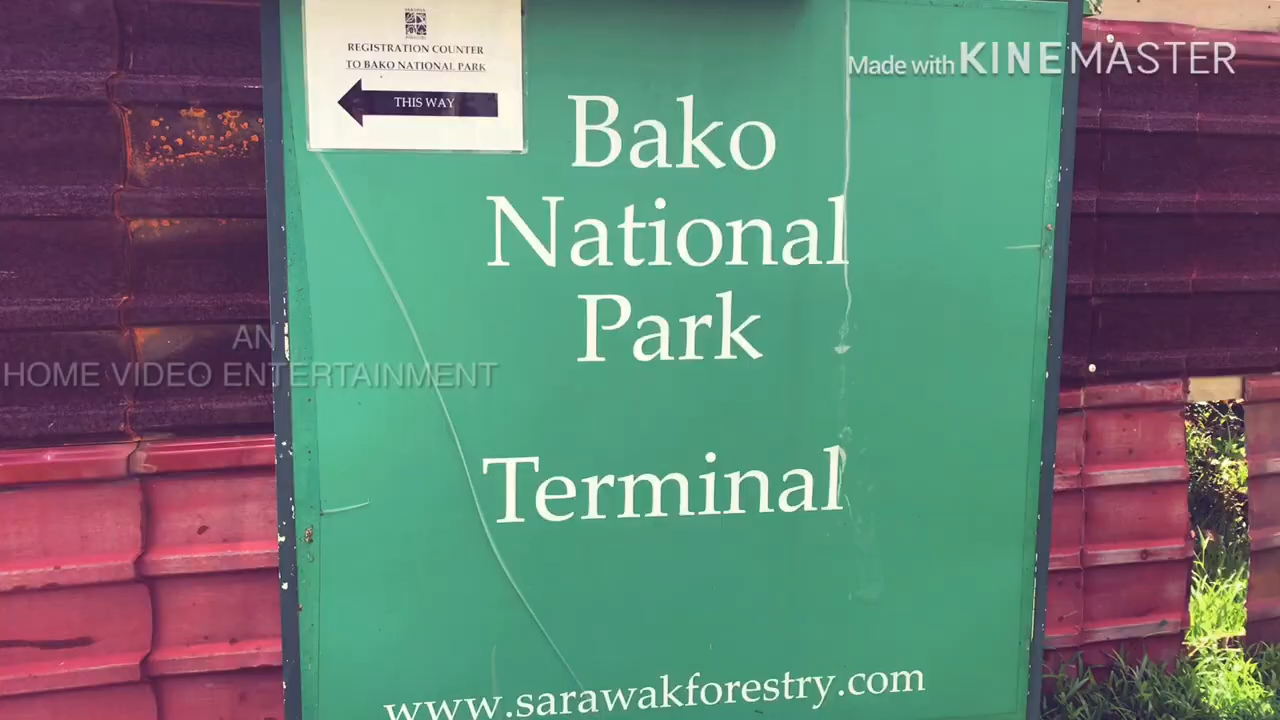 REGISTRATION COUNTER
TO BAKO NATIONAL PARK
THIS WAY
Made with KINEMASTER
Bako
National
Park
AN
HOME VIDEO ENTERTAINMENT
Terminal
www.sarawakforestry.com